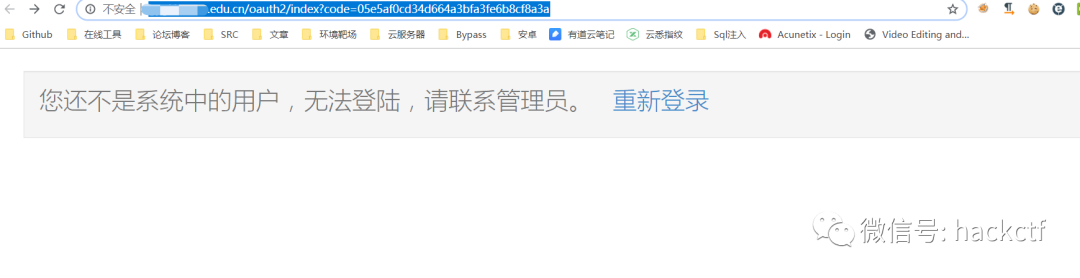 不安全 | .edu.cn/oauth2/index?code=05e5af0cd34d664a3bfa3fe6b8cf8a3a
Github 在线工具 论坛博客 SRC 文章 环境靶场 云服务器 Bypass 安卓 有道云笔记 云悉指纹 Sql注入 Acunetix - Login Video Editing and...
您还不是系统中的用户，无法登陆，请联系管理员。 重新登录
微信号: hackctf